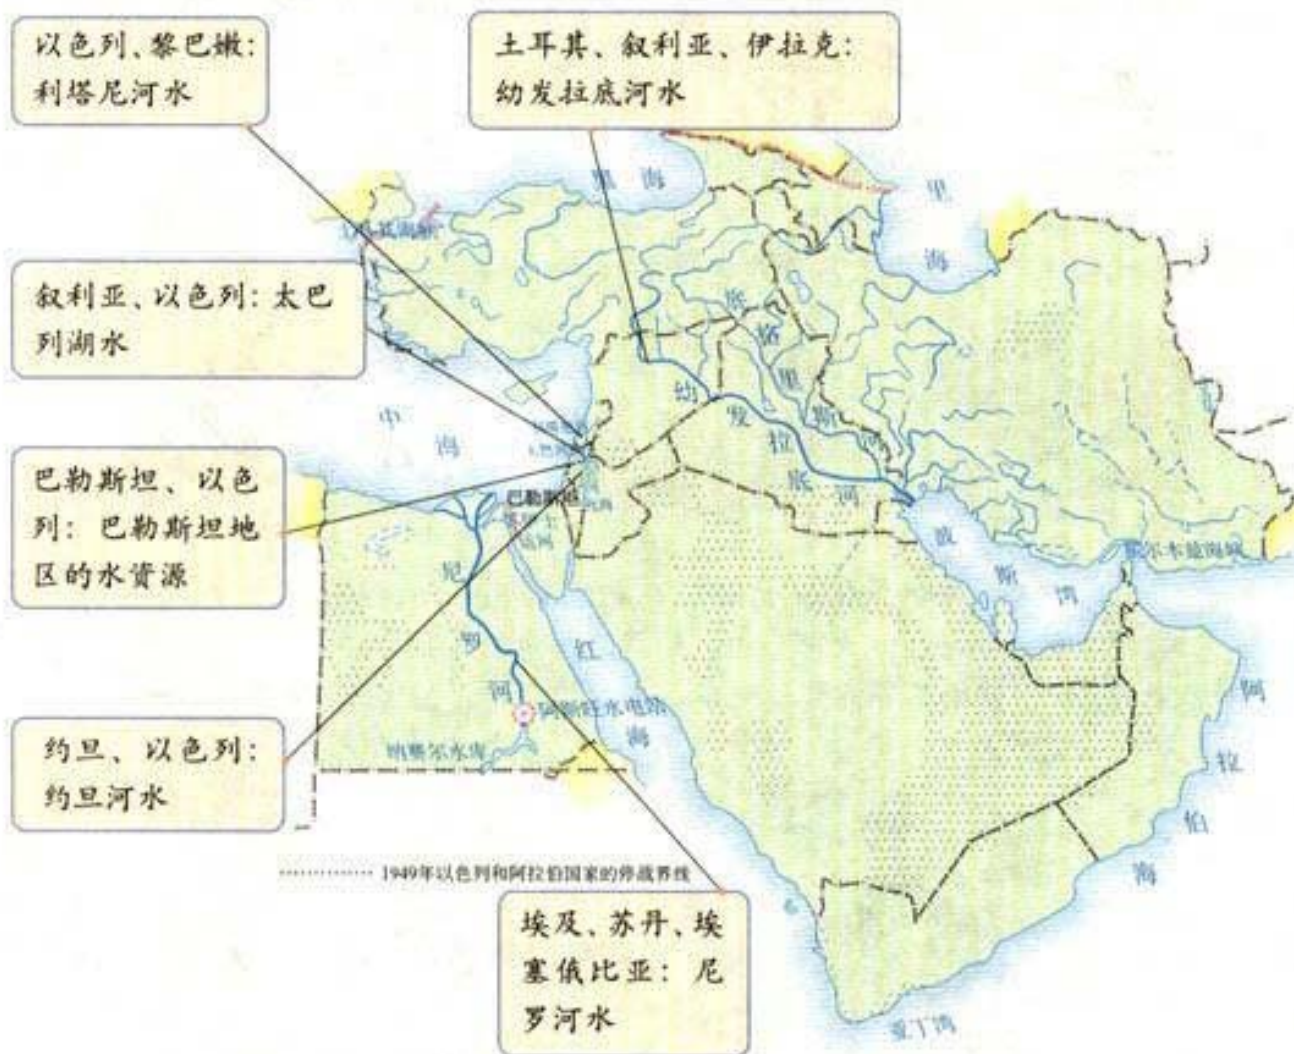 以色列、黎巴嫩：
利塔尼河水
土耳其、叙利亚、伊拉克：
幼发拉底河水
黑海
里海
叙利亚、以色列：太巴
列湖水
底格里斯河
幼发拉底河
中海
巴勒斯坦、以色
列：巴勒斯坦地
区的水资源
巴勒斯坦
尼罗河
波斯湾
霍尔木兹海峡
红海
阿斯旺水电站
纳赛尔水库
阿拉伯海
约旦、以色列：
约旦河水
1949年以色列和阿拉伯国家的停战界线
埃及、苏丹、埃
塞俄比亚：尼
罗河水
亚丁湾